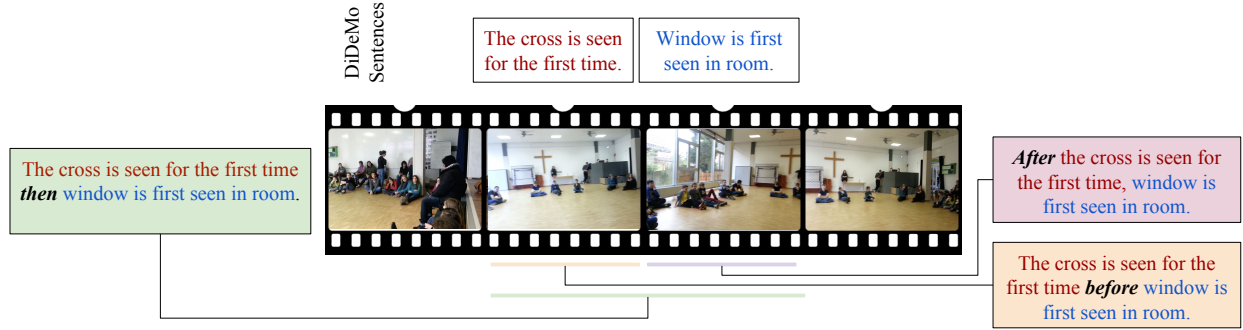 DiDeMo
Sentences
The cross is seen
for the first time.
Window is first
seen in room.
The cross is seen for the first time
then window is first seen in room.
After the cross is seen for
the first time, window is
first seen in room.
The cross is seen for the
first time before window is
first seen in room.